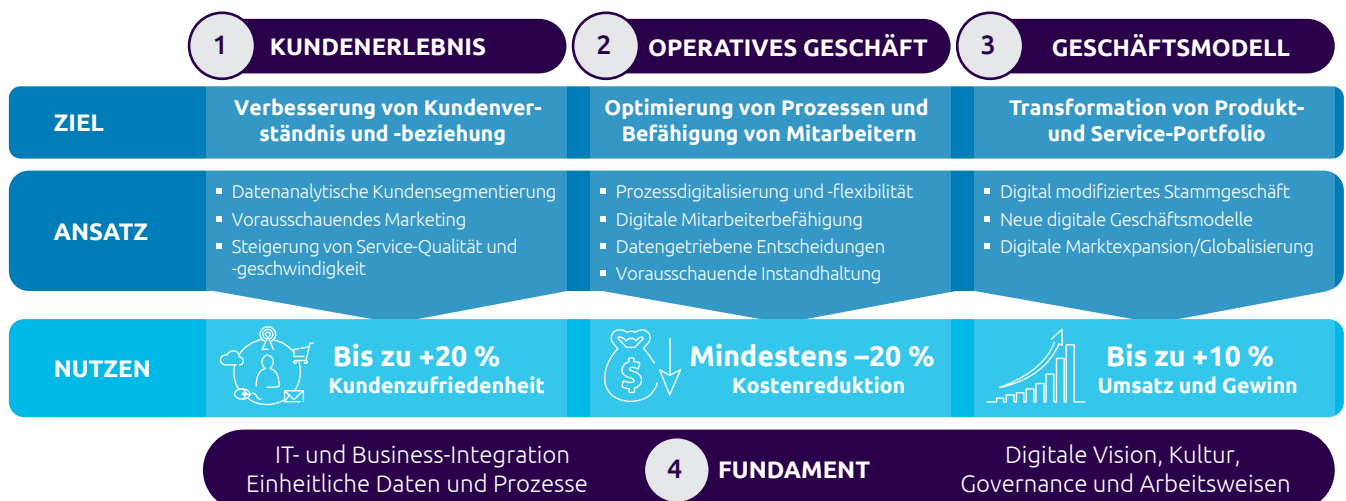 1 KUNDENERLEBNIS
2 OPERATIVES GESCHÄFT
3 GESCHÄFTSMODELL
ZIEL
Verbesserung von Kundenver-
ständnis und -beziehung
Optimierung von Prozessen und
Befähigung von Mitarbeitern
Transformation von Produkt-
und Service-Portfolio
ANSATZ
▪ Datenanalytische Kundensegmentierung
▪ Vorausschauendes Marketing
▪ Steigerung von Service-Qualität und
-geschwindigkeit
▪ Prozessdigitalisierung und -flexibilität
▪ Digitale Mitarbeiterbefähigung
▪ Datengetriebene Entscheidungen
▪ Vorausschauende Instandhaltung
▪ Digital modifiziertes Stammgeschäft
▪ Neue digitale Geschäftsmodelle
▪ Digitale Marktexpansion/Globalisierung
NUTZEN
Bis zu +20 %
Kundenzufriedenheit
$
Mindestens –20 %
Kostenreduktion
Bis zu +10 %
Umsatz und Gewinn
IT- und Business-Integration
Einheitliche Daten und Prozesse
4 FUNDAMENT
Digitale Vision, Kultur,
Governance und Arbeitsweisen